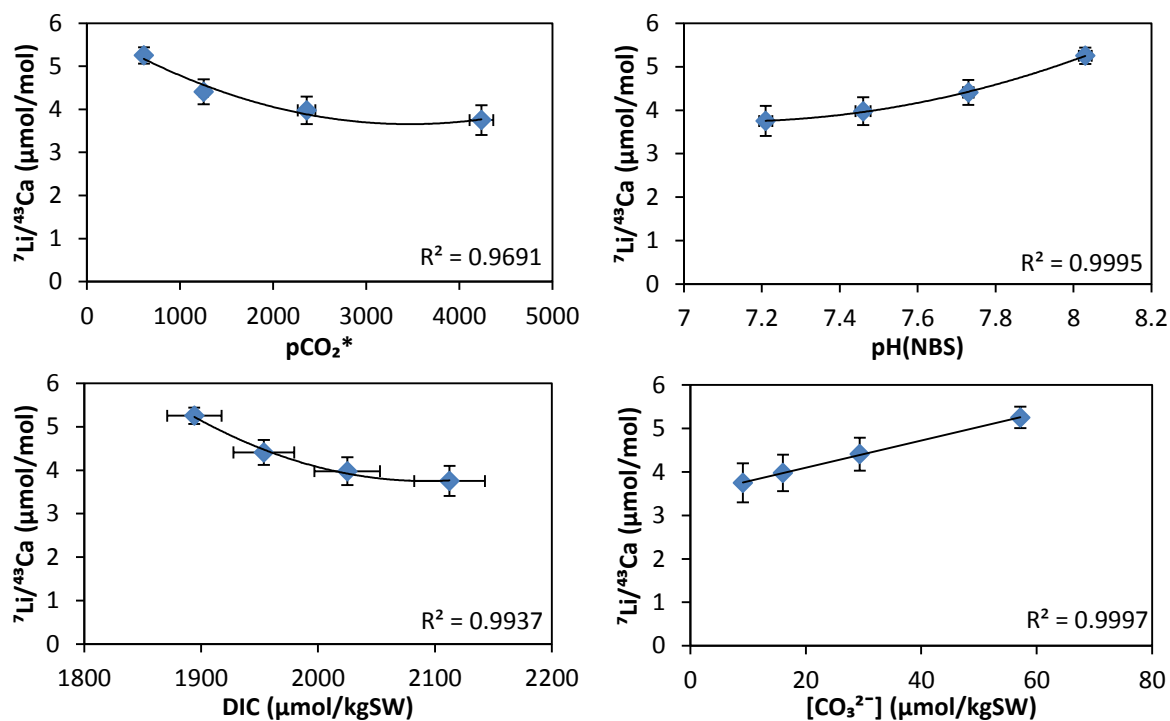 6
5
4
3
2
1
0
⁷Li/⁴³Ca (µmol/mol)
R² = 0.9691
0 1000 2000 3000 4000 5000
pCO₂*
6
5
4
3
2
1
0
⁷Li/⁴³Ca (µmol/mol)
R² = 0.9995
7 7.2 7.4 7.6 7.8 8 8.2
pH(NBS)
6
5
4
3
2
1
0
⁷Li/⁴³Ca (µmol/mol)
R² = 0.9937
1800 1900 2000 2100 2200
DIC (µmol/kgSW)
6
5
4
3
2
1
0
⁷Li/⁴³Ca (µmol/mol)
R² = 0.9997
0 20 40 60 80
[CO₃²⁻] (µmol/kgSW)